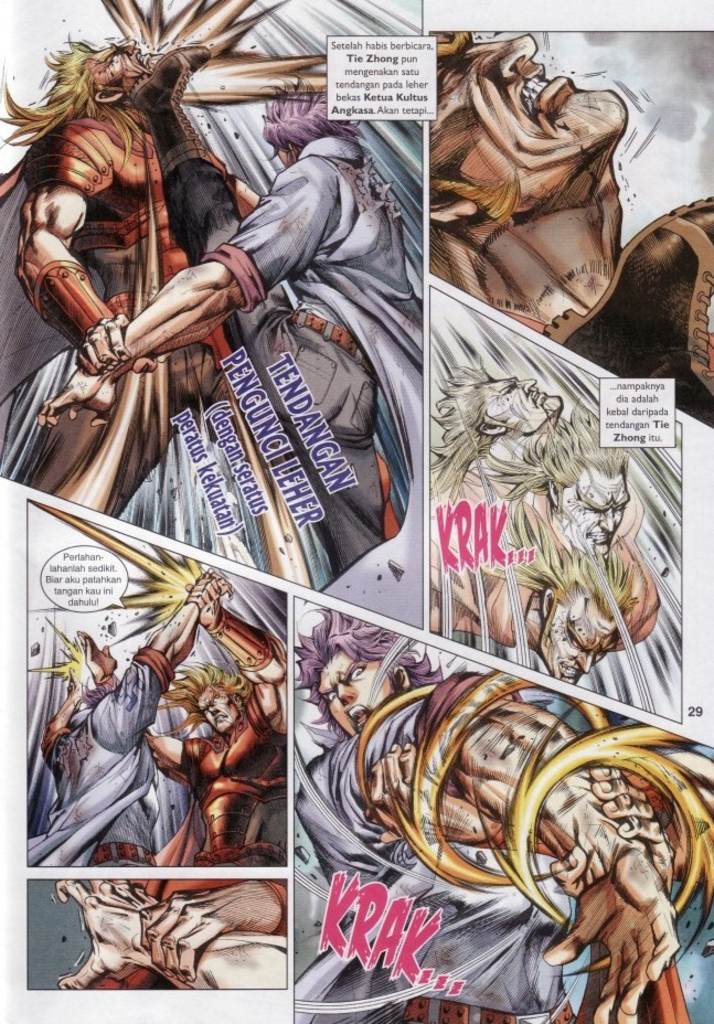 Setelah habis berbicara,
Tie Zhong pun
mengenakan satu
tendangan pada leher
bekas Ketua Kultus
Angkasa. Akan tetapi...
TENDANGAN
PENGUNCI LEHER
(dengan seratus
peratus kekuatan)
...nampaknya
dia adalah
kebal daripada
tendangan Tie
Zhong itu.
KRAK...
Perlahan-
lahanlah sedikit.
Biar aku patahkan
tangan kau ini
dahulu!
29
KRAK...